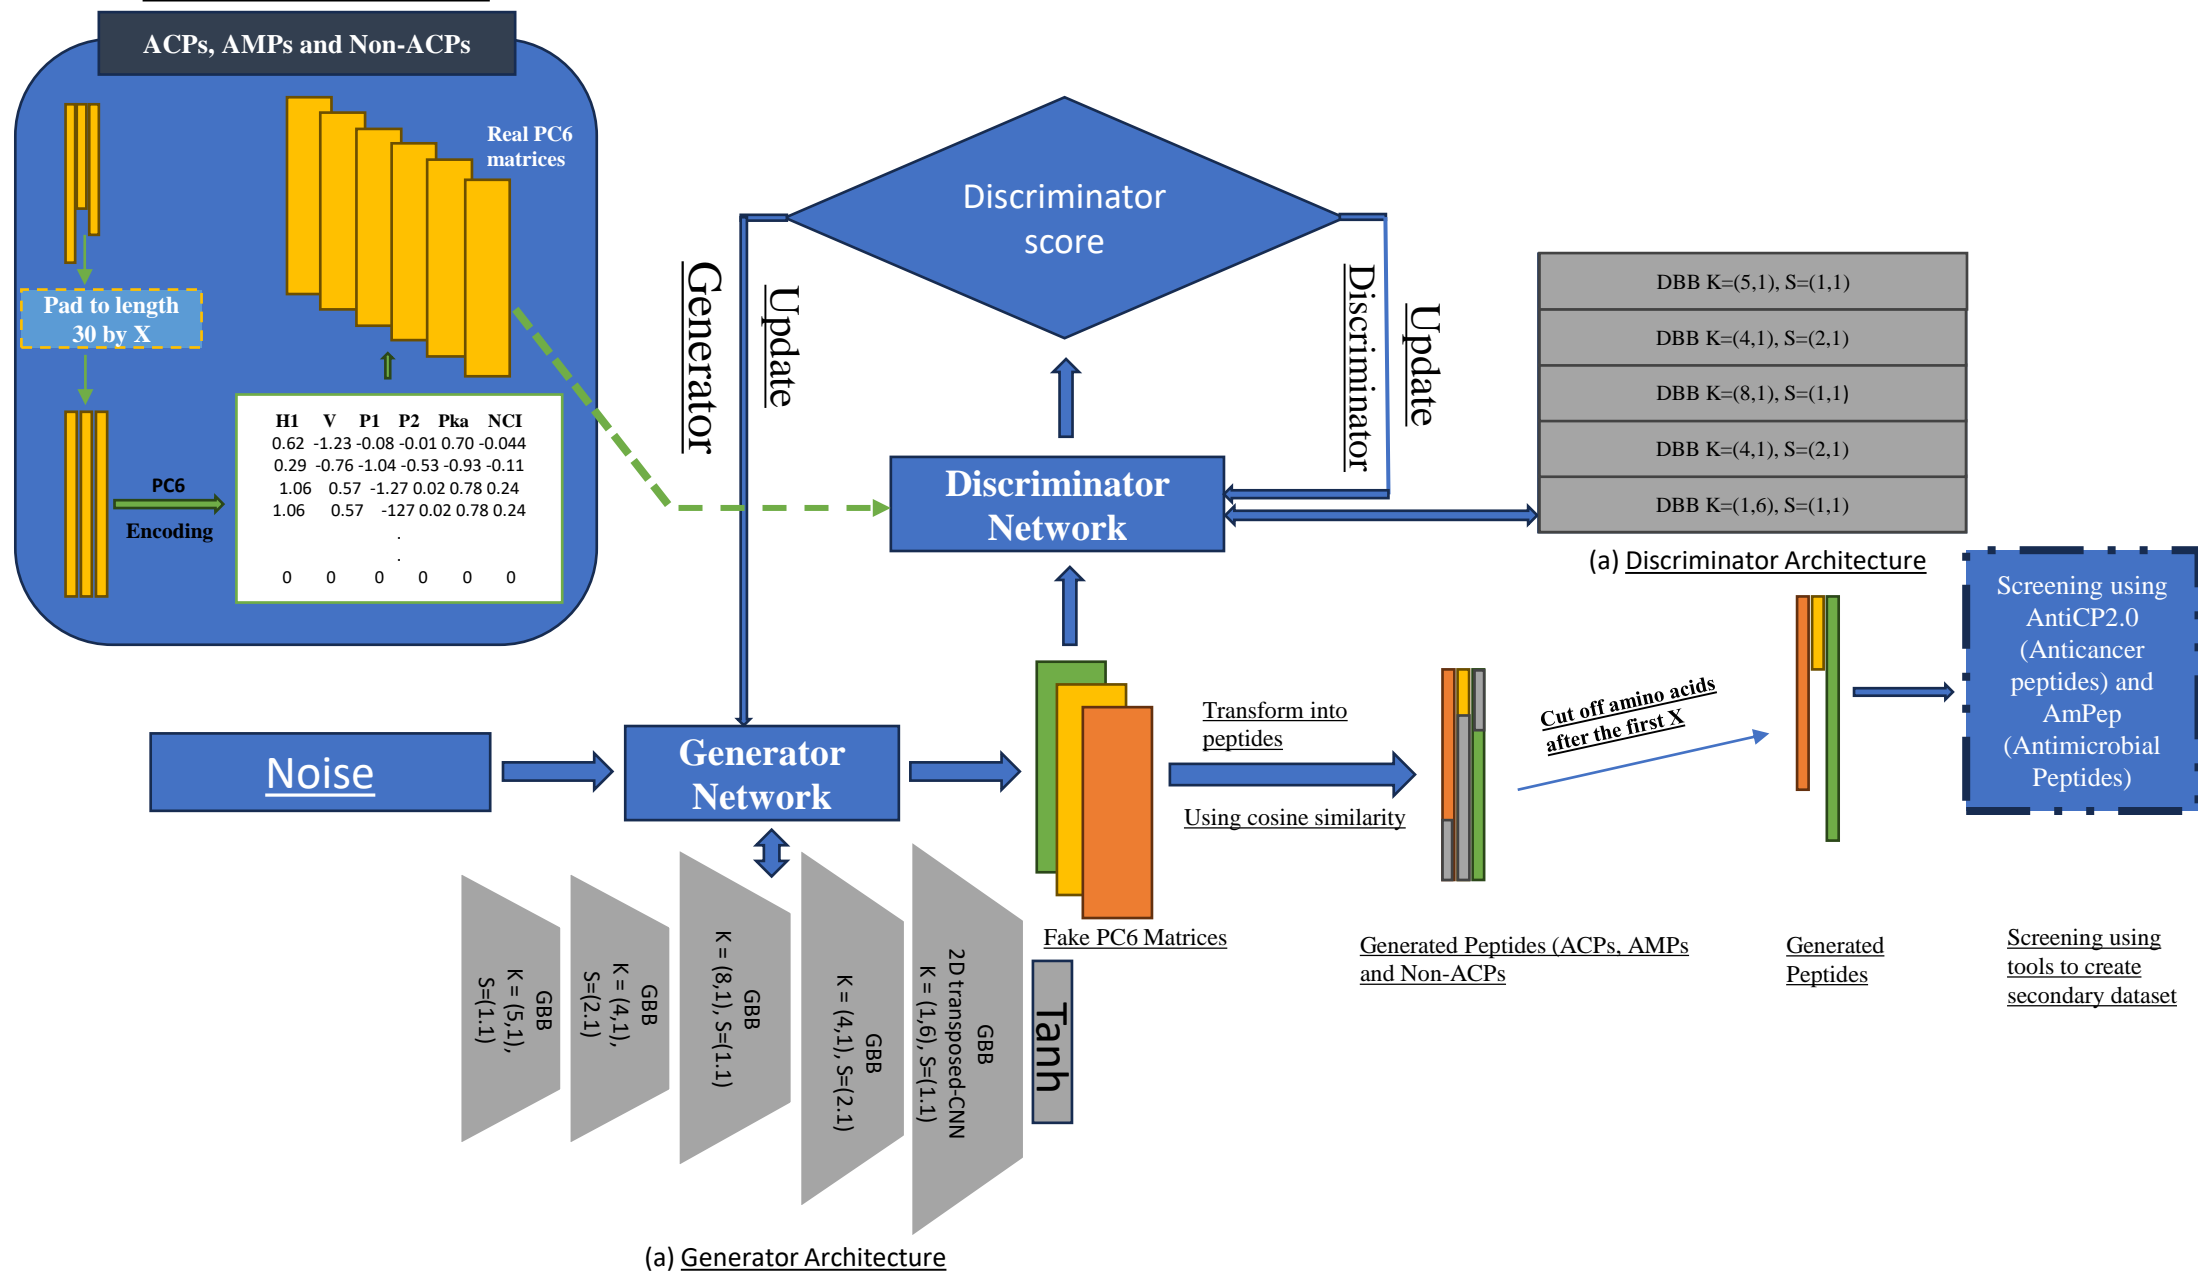 ACPs, AMPs and Non-ACPs
Real PC6
matrices
Pad to length
30 by X
PC6
Encoding
H1 V P1 P2 Pka NCI
0.62 -1.23 -0.08 -0.01 0.70 -0.044
0.29 -0.76 -1.04 -0.53 -0.93 -0.11
1.06 0.57 -1.27 0.02 0.78 0.24
1.06 0.57 -127 0.02 0.78 0.24
.
.
0 0 0 0 0 0
Discriminator
score
Update
Generator
Update
Discriminator
Discriminator
Network
DBB K=(5,1), S=(1,1)
DBB K=(4,1), S=(2,1)
DBB K=(8,1), S=(1,1)
DBB K=(4,1), S=(2,1)
DBB K=(1,6), S=(1,1)
(a) Discriminator Architecture
Noise
Generator
Network
Fake PC6 Matrices
Transform into
peptides
Using cosine similarity
Generated Peptides (ACPs, AMPs
and Non-ACPs
Cut off amino acids
after the first X
Generated
Peptides
Screening using
AntiCP2.0
(Anticancer
peptides) and
AmPep
(Antimicrobial
Peptides)
Screening using
tools to create
secondary dataset
GBB
K = (5,1),
S=(1.1)
GBB
K = (4,1),
S=(2.1)
GBB
K = (8,1), S=(1.1)
GBB
K = (4,1), S=(2.1)
GBB
2D transposed-CNN
K = (1,6), S=(1.1)
Tanh
(a) Generator Architecture